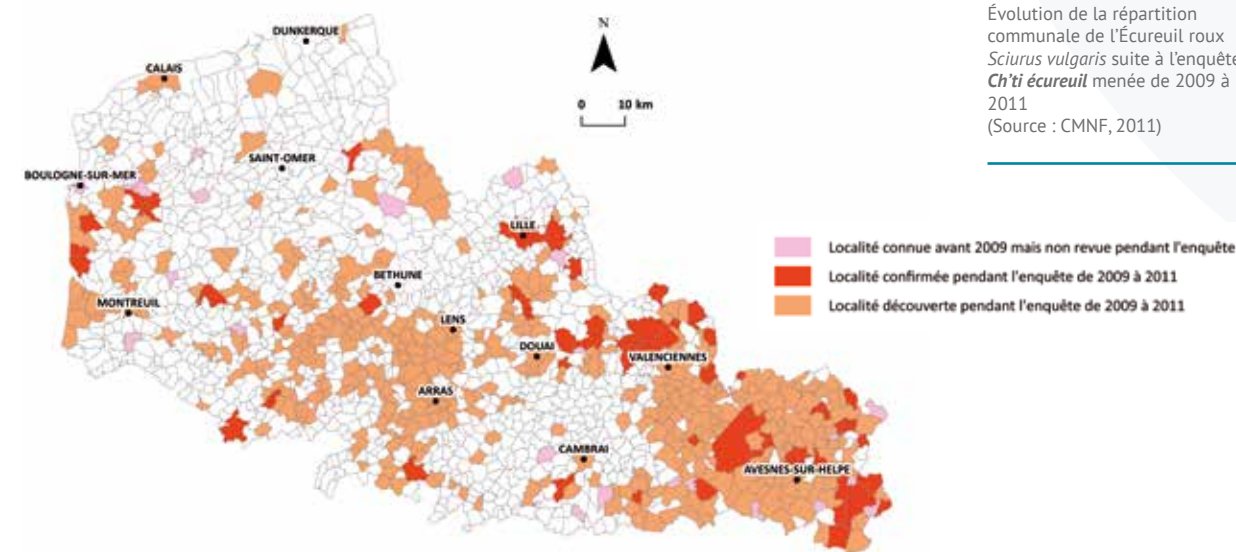 Évolution de la répartition
communale de l'Écureuil roux
Sciurus vulgaris suite à l'enquête
Ch'ti écureuil menée de 2009 à
2011
(Source : CMNF, 2011)
N
0 10 km
DUNKERQUE
CALAIS
SAINT-OMER
BOULOGNE-SUR-MER
LILLE
BETHUNE
MONTREUIL
LENS
DOUAI
VALENCIENNES
ARRAS
CAMBRAI
AVESNES-SUR-HELPE
Localité connue avant 2009 mais non revue pendant l'enquête
Localité confirmée pendant l'enquête de 2009 à 2011
Localité découverte pendant l'enquête de 2009 à 2011